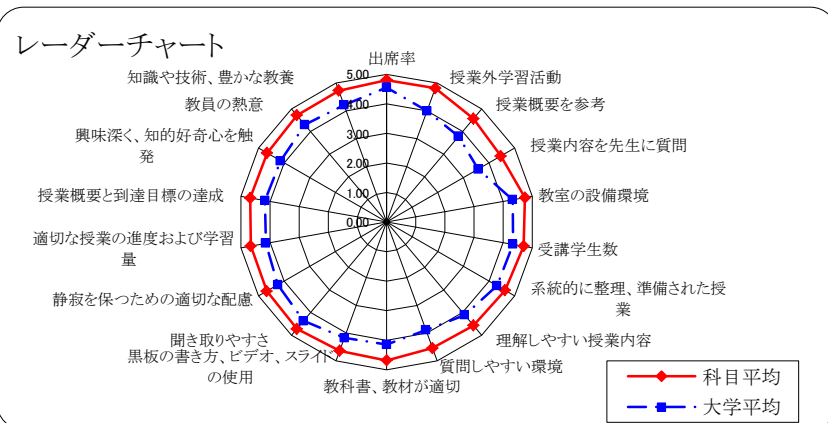 レーダーチャート
出席率
授業外学習活動
授業概要を参考
授業内容を先生に質問
教室の設備環境
受講学生数
系統的に整理、準備された授
業
理解しやすい授業内容
質問しやすい環境
教科書、教材が適切
黒板の書き方、ビデオ、スライド
の使用
聞き取りやすさ
静寂を保つための適切な配慮
適切な授業の進度および学習
量
授業概要と到達目標の達成
興味深く、知的好奇心を触
発
教員の熱意
知識や技術、豊かな教養
5.00
4.00
3.00
2.00
1.00
0.00
科目平均
大学平均